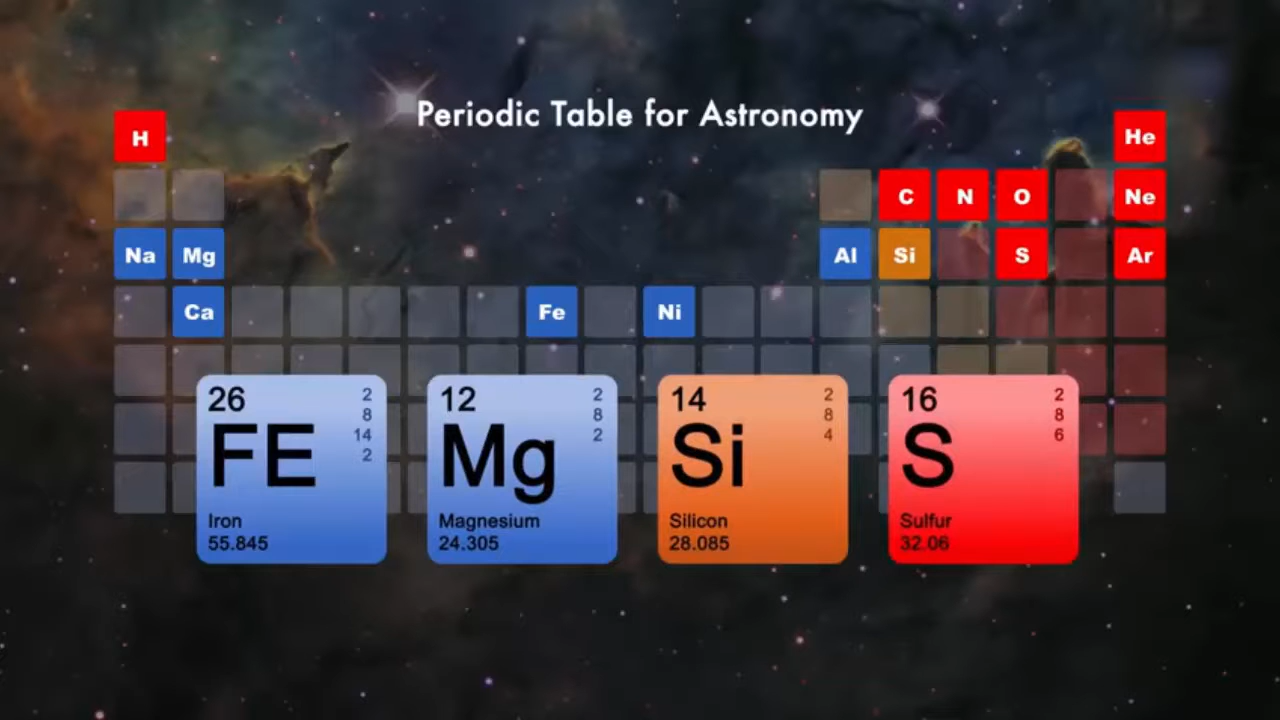 Periodic Table for Astronomy
H He
C N O Ne
Na Mg Al Si S Ar
Ca Fe Ni
26
2
8
14
2
FE
Iron
55.845
12
2
8
2
Mg
Magnesium
24.305
14
2
8
4
Si
Silicon
28.085
16
2
8
6
S
Sulfur
32.06